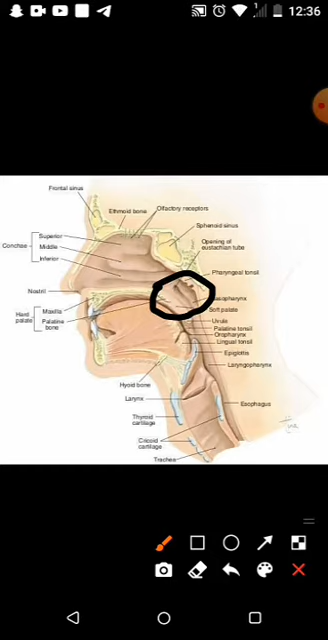 12:36
Frontal sinus
Ethmoid bone
Olfactory receptors
Sphenoid sinus
Superior
Conchae
Middle
Inferior
Opening of
eustachian tube
Pharyngeal tonsil
Nostril
asopharynx
Hard
palate
Maxilla
Palatine
bone
Soft palate
Uvula
Palatine tonsil
Oropharynx
Lingual tonsil
Epiglottis
Laryngopharynx
Hyoid bone
Larynx
Esophagus
Thyroid
cartilage
Cricoid
cartilage
Trachea